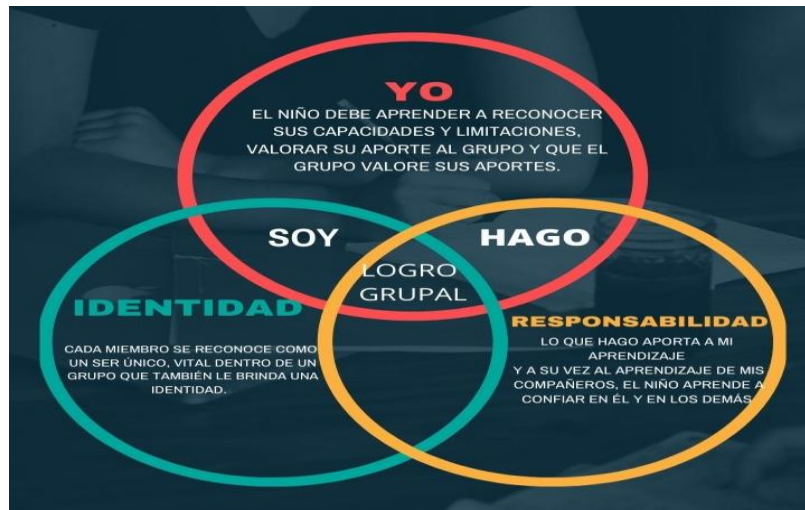 YO
EL NIÑO DEBE APRENDER A RECONOCER
SUS CAPACIDADES Y LIMITACIONES,
VALORAR SU APORTE AL GRUPO Y QUE EL
GRUPO VALORE SUS APORTES.
SOY
HAGO
LOGRO
GRUPAL
IDENTIDAD
CADA MIEMBRO SE RECONOCE COMO
UN SER ÚNICO, VITAL DENTRO DE UN
GRUPO QUE TAMBIÉN LE BRINDA UNA
IDENTIDAD.
RESPONSABILIDAD
LO QUE HAGO APORTA A MI
APRENDIZAJE
Y A SU VEZ AL APRENDIZAJE DE MIS
COMPAÑEROS, EL NIÑO APRENDE A
CONFIAR EN ÉL Y EN LOS DEMÁS